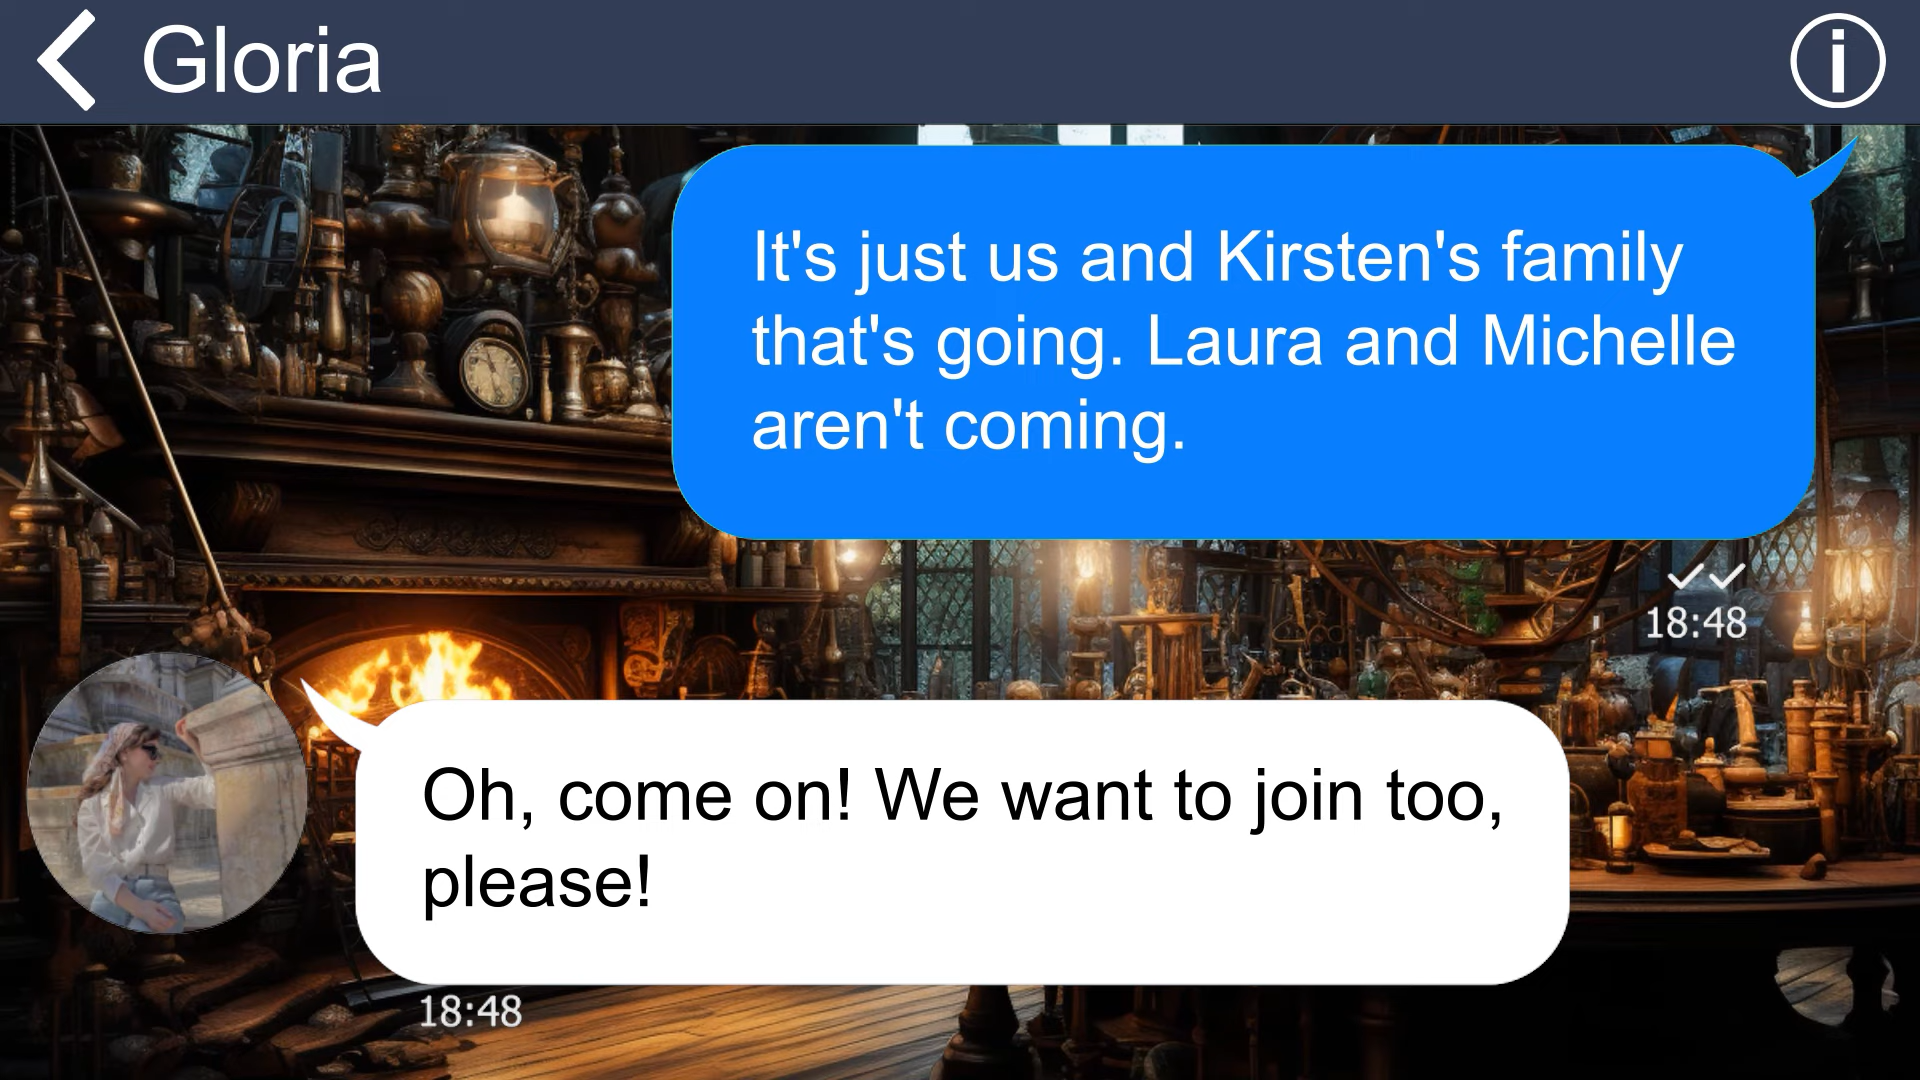 Gloria
It's just us and Kirsten's family
that's going. Laura and Michelle
aren't coming.
18:48
Oh, come on! We want to join too,
please!
18:48